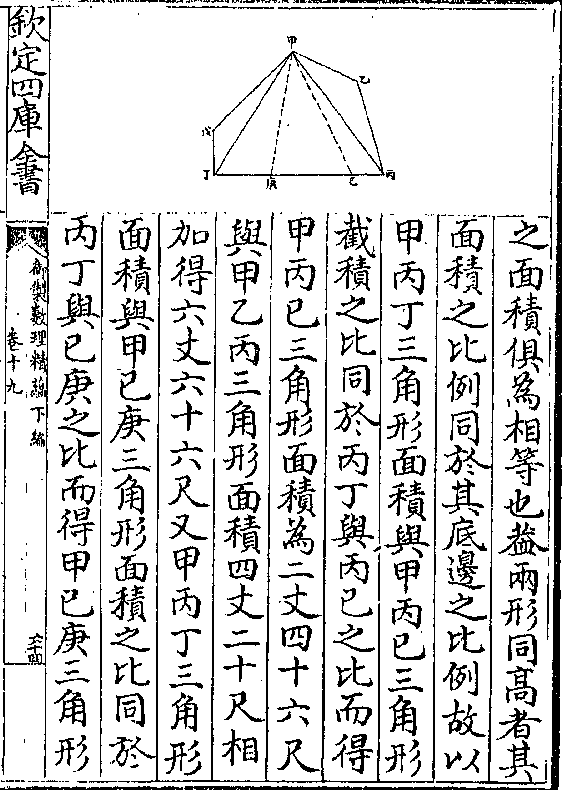 甲
乙
戊
丁
庚
己
丙
之面積俱為相等也葢兩形同高者其
面積之比例同於其底邊之比例故以
甲丙丁三角形面積與甲丙已三角形
截積之比同於丙丁與丙已之比而得
甲丙已三角形面積為二丈四十六尺
與甲乙丙三角形面積四丈二十尺相
加得六丈六十六尺又甲丙丁三角形
面積與甲已庚三角形面積之比同於
丙丁與已庚之比而得甲已庚三角形
欽定四庫全書
御製數理精藴下編
卷十九
六十四